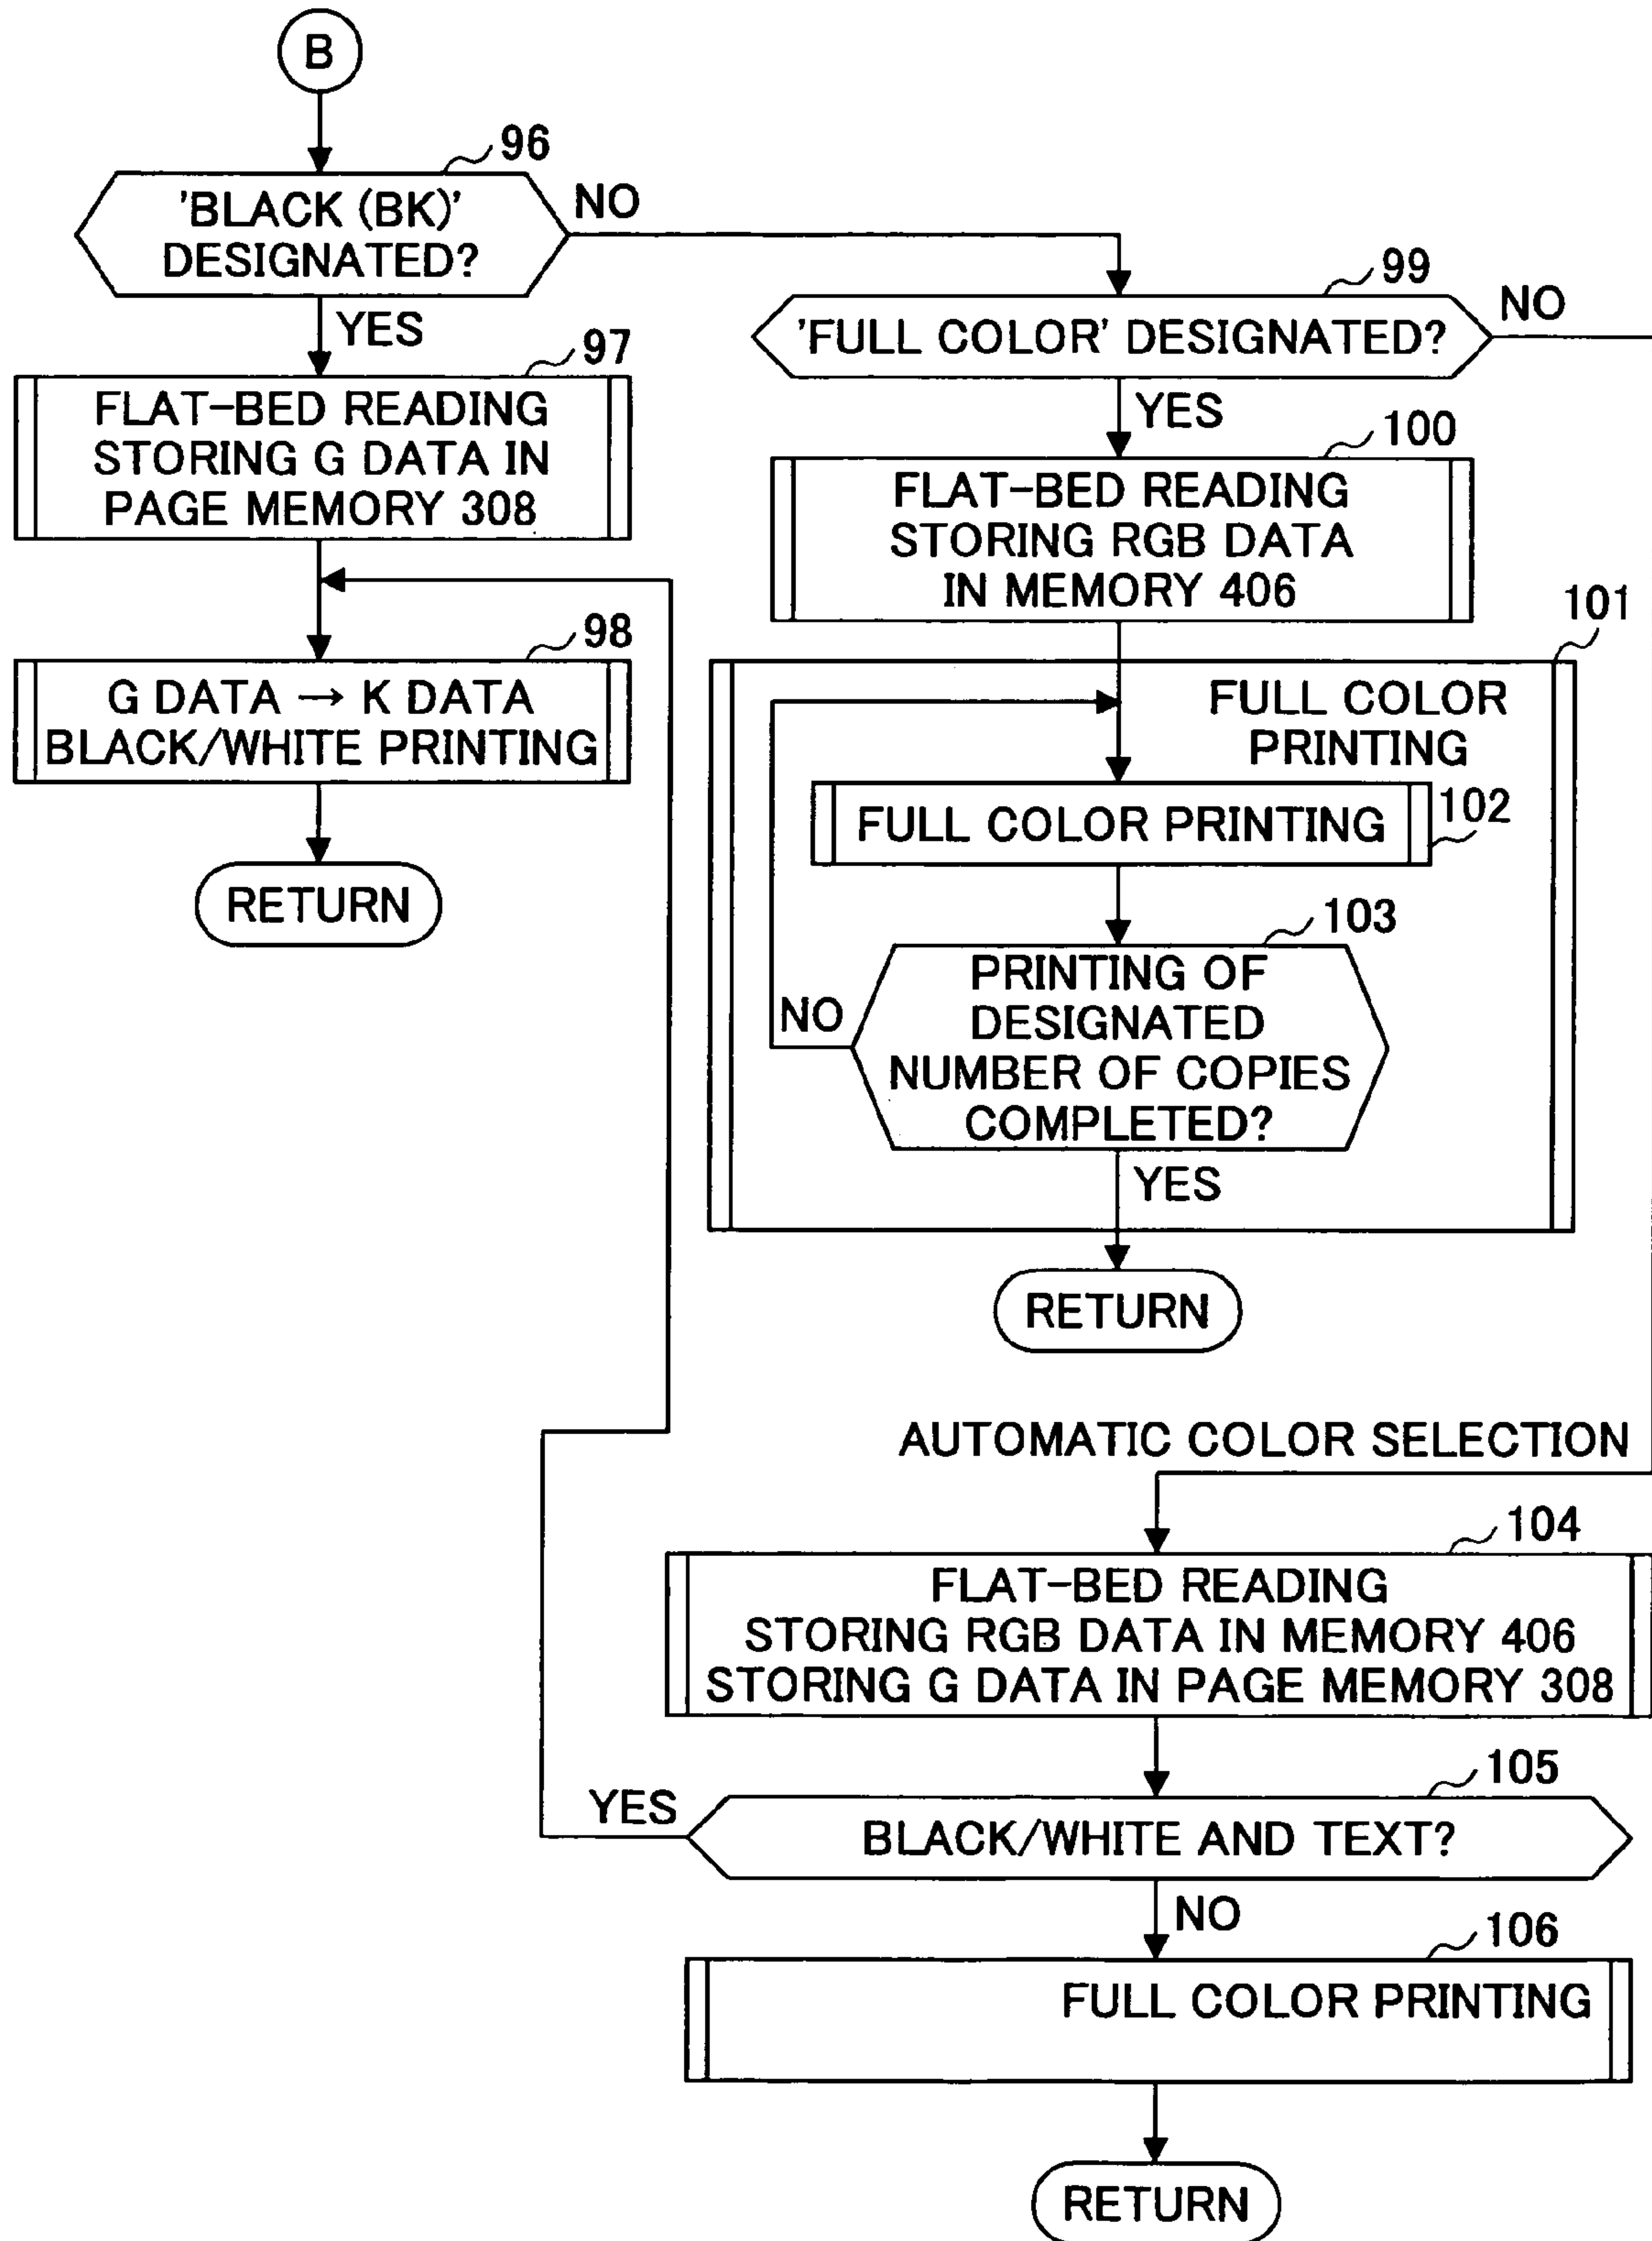 B
96
'BLACK (BK)'
DESIGNATED?
NO
YES
97
FLAT-BED READING
STORING G DATA IN
PAGE MEMORY 308
98
G DATA → K DATA
BLACK/WHITE PRINTING
RETURN
99
'FULL COLOR' DESIGNATED?
NO
YES
100
FLAT-BED READING
STORING RGB DATA
IN MEMORY 406
101
FULL COLOR
PRINTING
FULL COLOR PRINTING
102
103
PRINTING OF
DESIGNATED
NUMBER OF COPIES
COMPLETED?
NO
YES
RETURN
AUTOMATIC COLOR SELECTION
104
FLAT-BED READING
STORING RGB DATA IN MEMORY 406
STORING G DATA IN PAGE MEMORY 308
105
YES
BLACK/WHITE AND TEXT?
NO
106
FULL COLOR PRINTING
RETURN